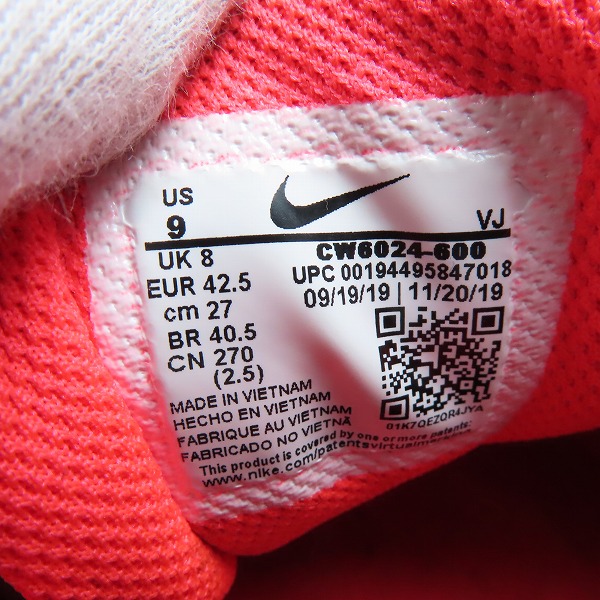 US
9
VJ
UK 8
EUR 42.5
cm 27
BR 40.5
CN 270
(2.5)
CW6024-600
UPC 00194495847018
09/19/19 | 11/20/19
01K7QEZOR4JYA
MADE IN VIETNAM
HECHO EN VIETNAM
FABRIQUE AU VIETNAM
FABRICADO NO VIETNÃ
This product is covered by one or more patents:
www.nike.com/patentsvirtualmar